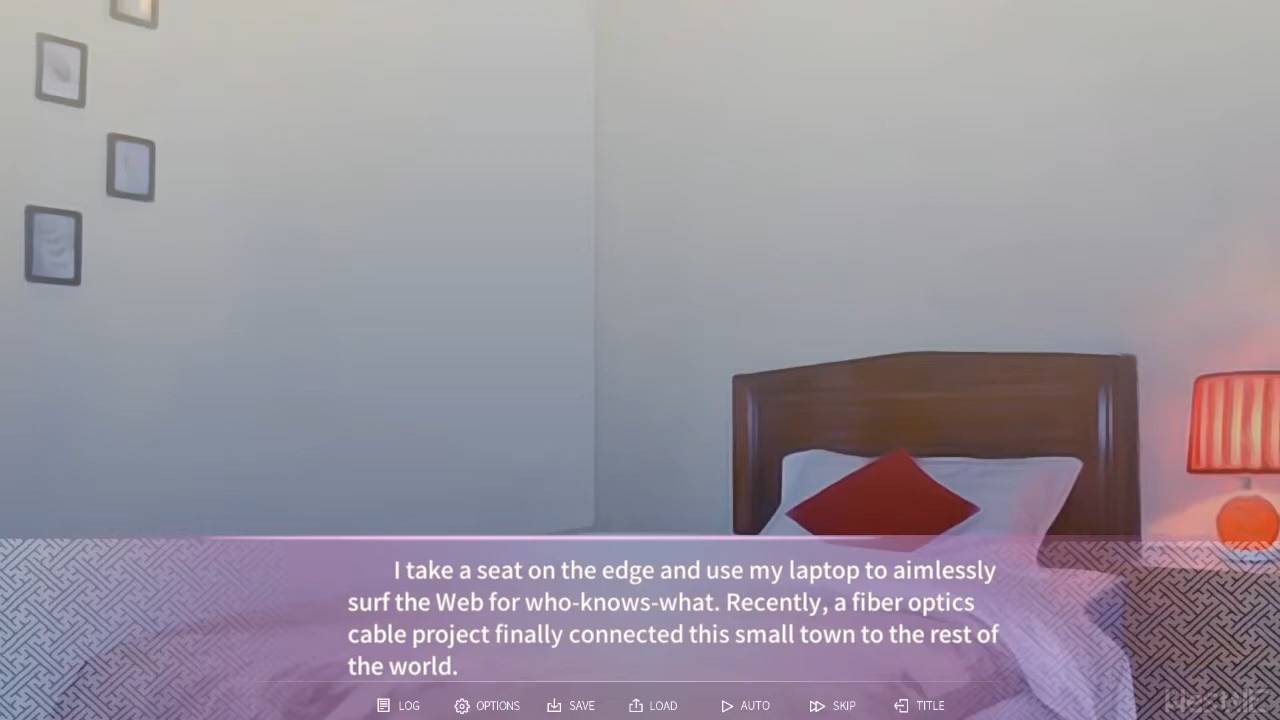 I take a seat on the edge and use my laptop to aimlessly
surf the Web for who-knows-what. Recently, a fiber optics
cable project finally connected this small town to the rest of
the world.
LOG OPTIONS SAVE LOAD AUTO SKIP TITLE